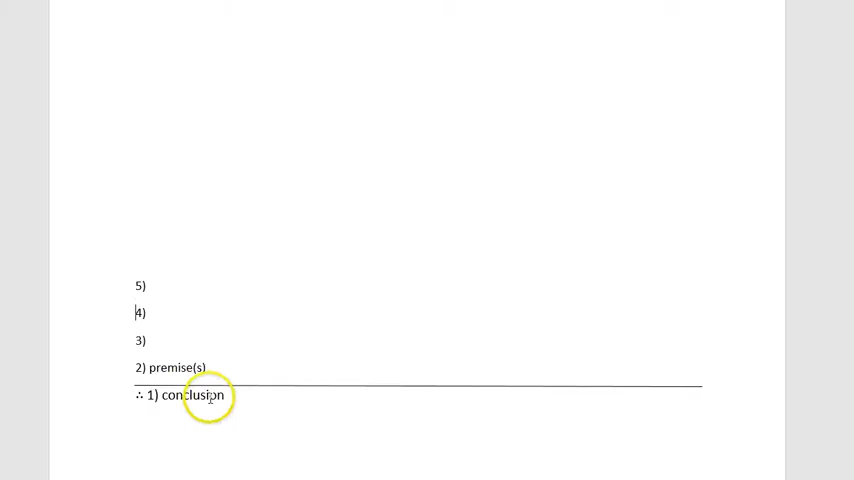 5)
4)
3)
2) premise(s)
∴ 1) conclusion